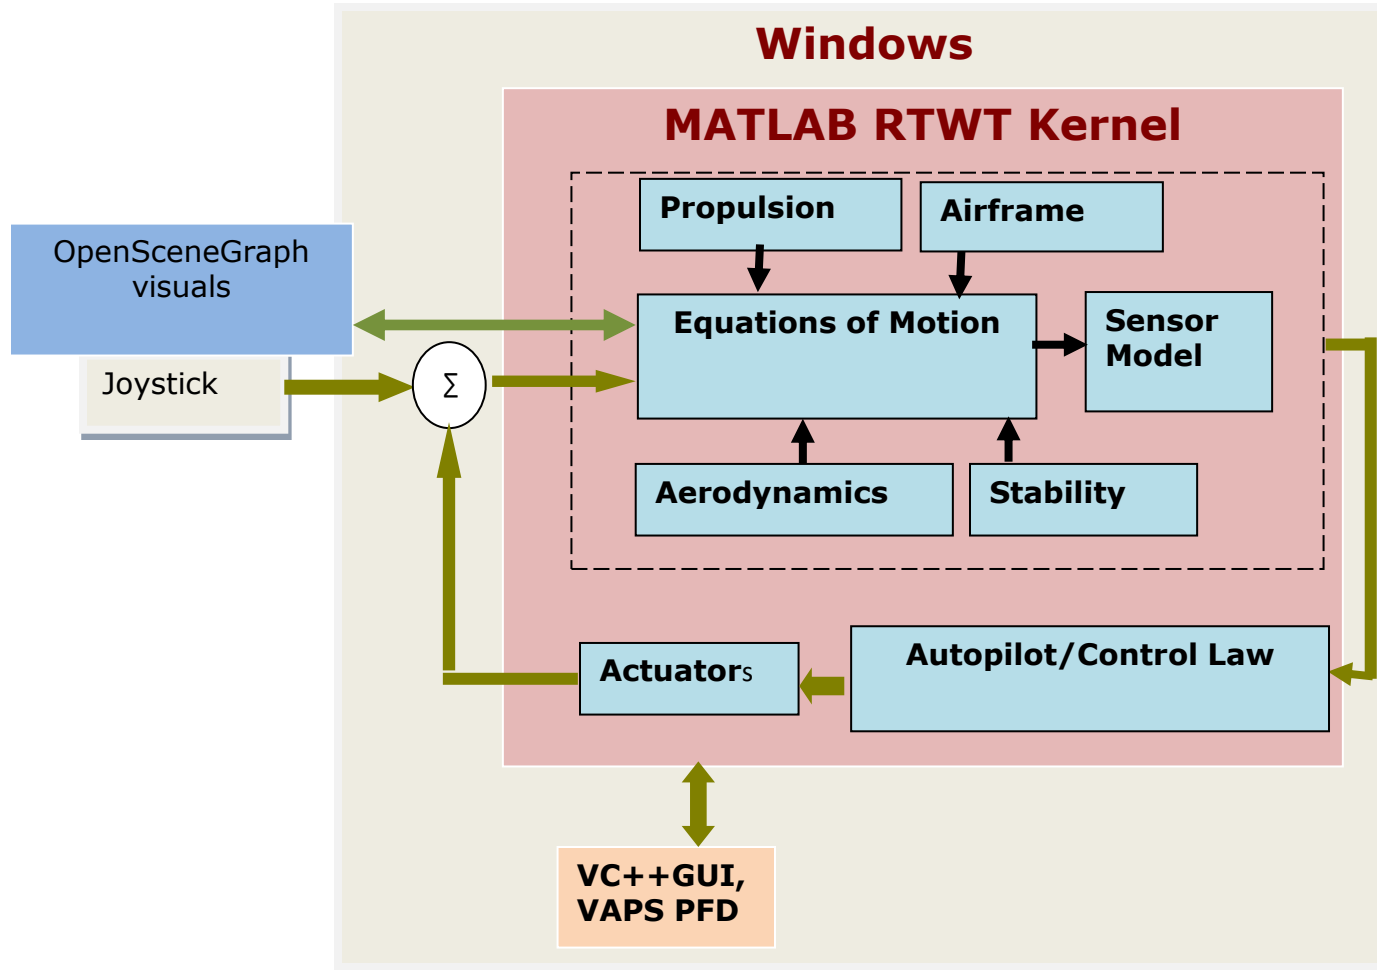 Windows
MATLAB RTWT Kernel
Propulsion
Airframe
OpenSceneGraph
visuals
Equations of Motion
Sensor
Model
Joystick
Σ
Aerodynamics
Stability
Actuators
Autopilot/Control Law
VC++GUI,
VAPS PFD